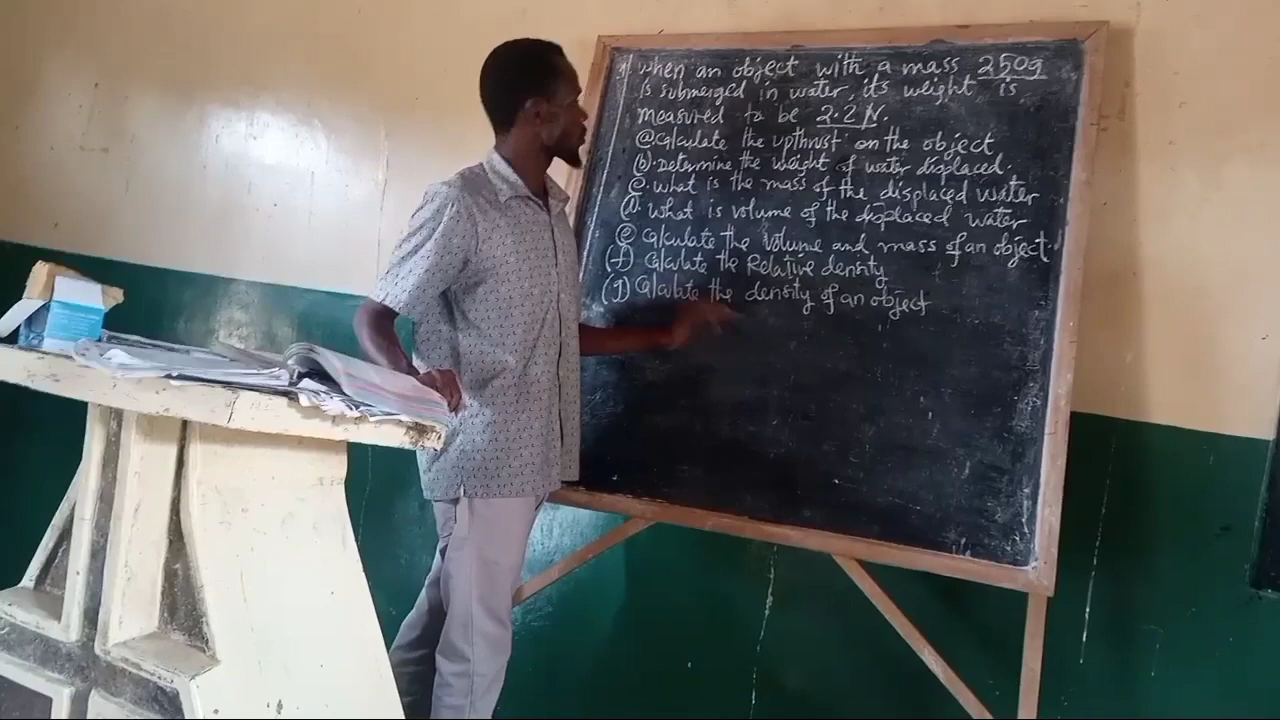 1. When an object with a mass 250g
is submerged in water, its weight is
measured to be 2.2 N.
(a) Calculate the upthrust on the object
(b). Determine the weight of water displaced.
(c). What is the mass of the displaced water
(d). What is volume of the displaced water
(e) Calculate the volume and mass of an object.
(f) Calculate the Relative density
(g) Calculate the density of an object